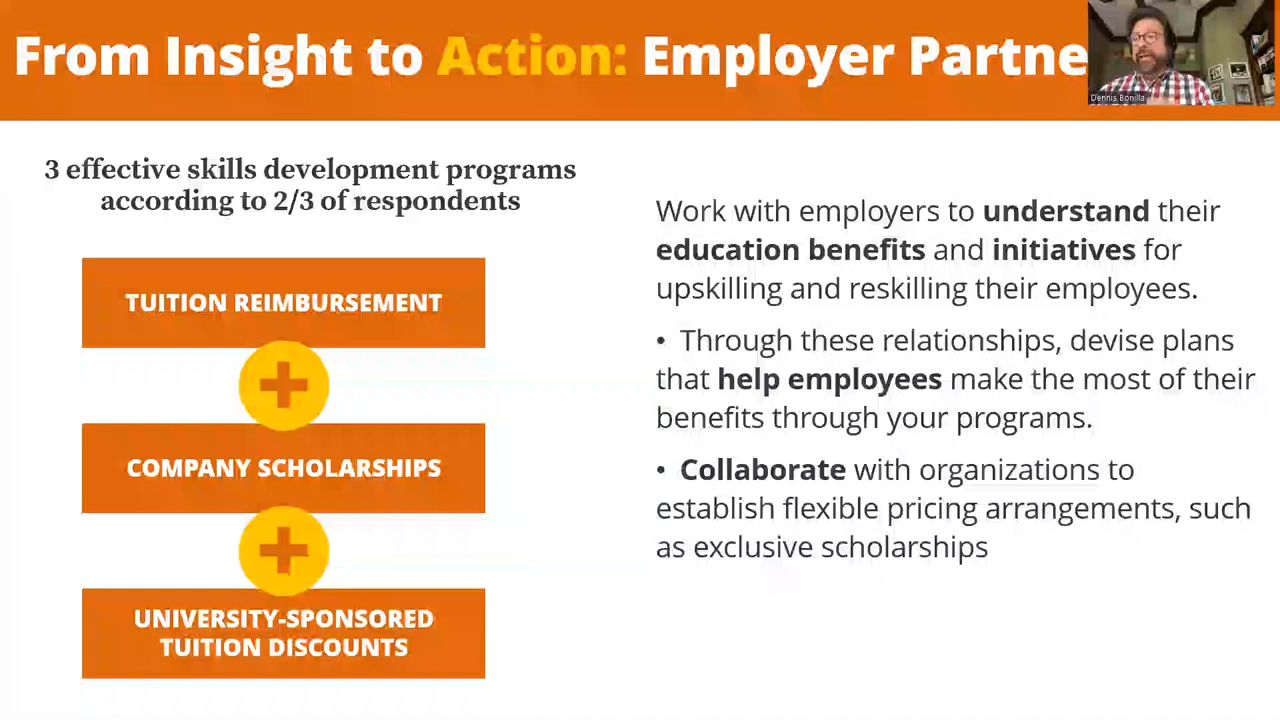 From Insight to Action: Employer Partne
Dennis Bonilla
3 effective skills development programs
according to 2/3 of respondents
TUITION REIMBURSEMENT
COMPANY SCHOLARSHIPS
UNIVERSITY-SPONSORED
TUITION DISCOUNTS
Work with employers to understand their
education benefits and initiatives for
upskilling and reskilling their employees.
• Through these relationships, devise plans
that help employees make the most of their
benefits through your programs.
• Collaborate with organizations to
establish flexible pricing arrangements, such
as exclusive scholarships